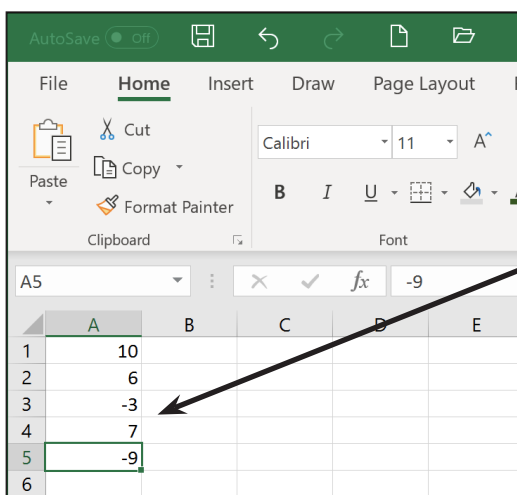 AutoSave Off
File Home Insert Draw Page Layout
Cut
Calibri 11 A^
Copy
Paste
B I U
Format Painter
Clipboard Font
A5 fx -9
A B C D E
1 10
2 6
3 -3
4 7
5 -9
6